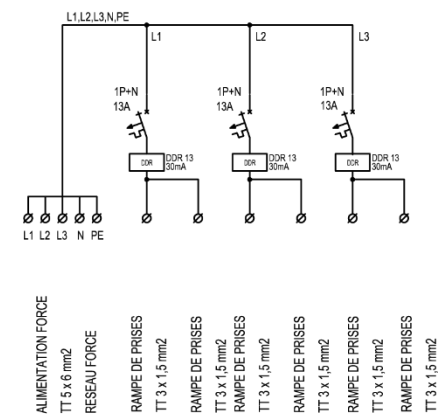 L1,L2,L3,N,PE
L1
L2
L3
1P+N
13A
1P+N
13A
1P+N
13A
DDR
DDR 13
30mA
DDR
DDR 13
30mA
DDR
DDR 13
30mA
L1 L2 L3 N PE
ALIMENTATION FORCE
TT 5 x 6 mm2
RESEAU FORCE
RAMPE DE PRISES
TT 3 x 1,5 mm2
RAMPE DE PRISES
TT 3 x 1,5 mm2
RAMPE DE PRISES
TT 3 x 1,5 mm2
RAMPE DE PRISES
TT 3 x 1,5 mm2
RAMPE DE PRISES
TT 3 x 1,5 mm2
RAMPE DE PRISES
TT 3 x 1,5 mm2